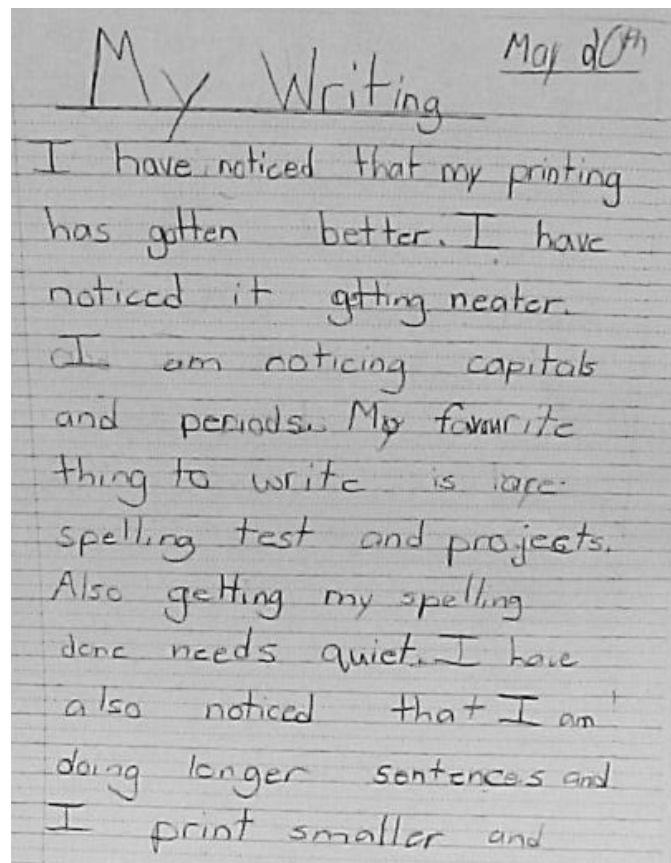 May 20th
My Writing
I have noticed that my printing
has gotten better. I have
noticed it gtting neater.
I am noticing capitals
and periods. My favourite
thing to write is
spelling test and projects.
Also getting my spelling
done needs quiet. I have
also noticed that I am
doing longer sentences and
I print smaller and